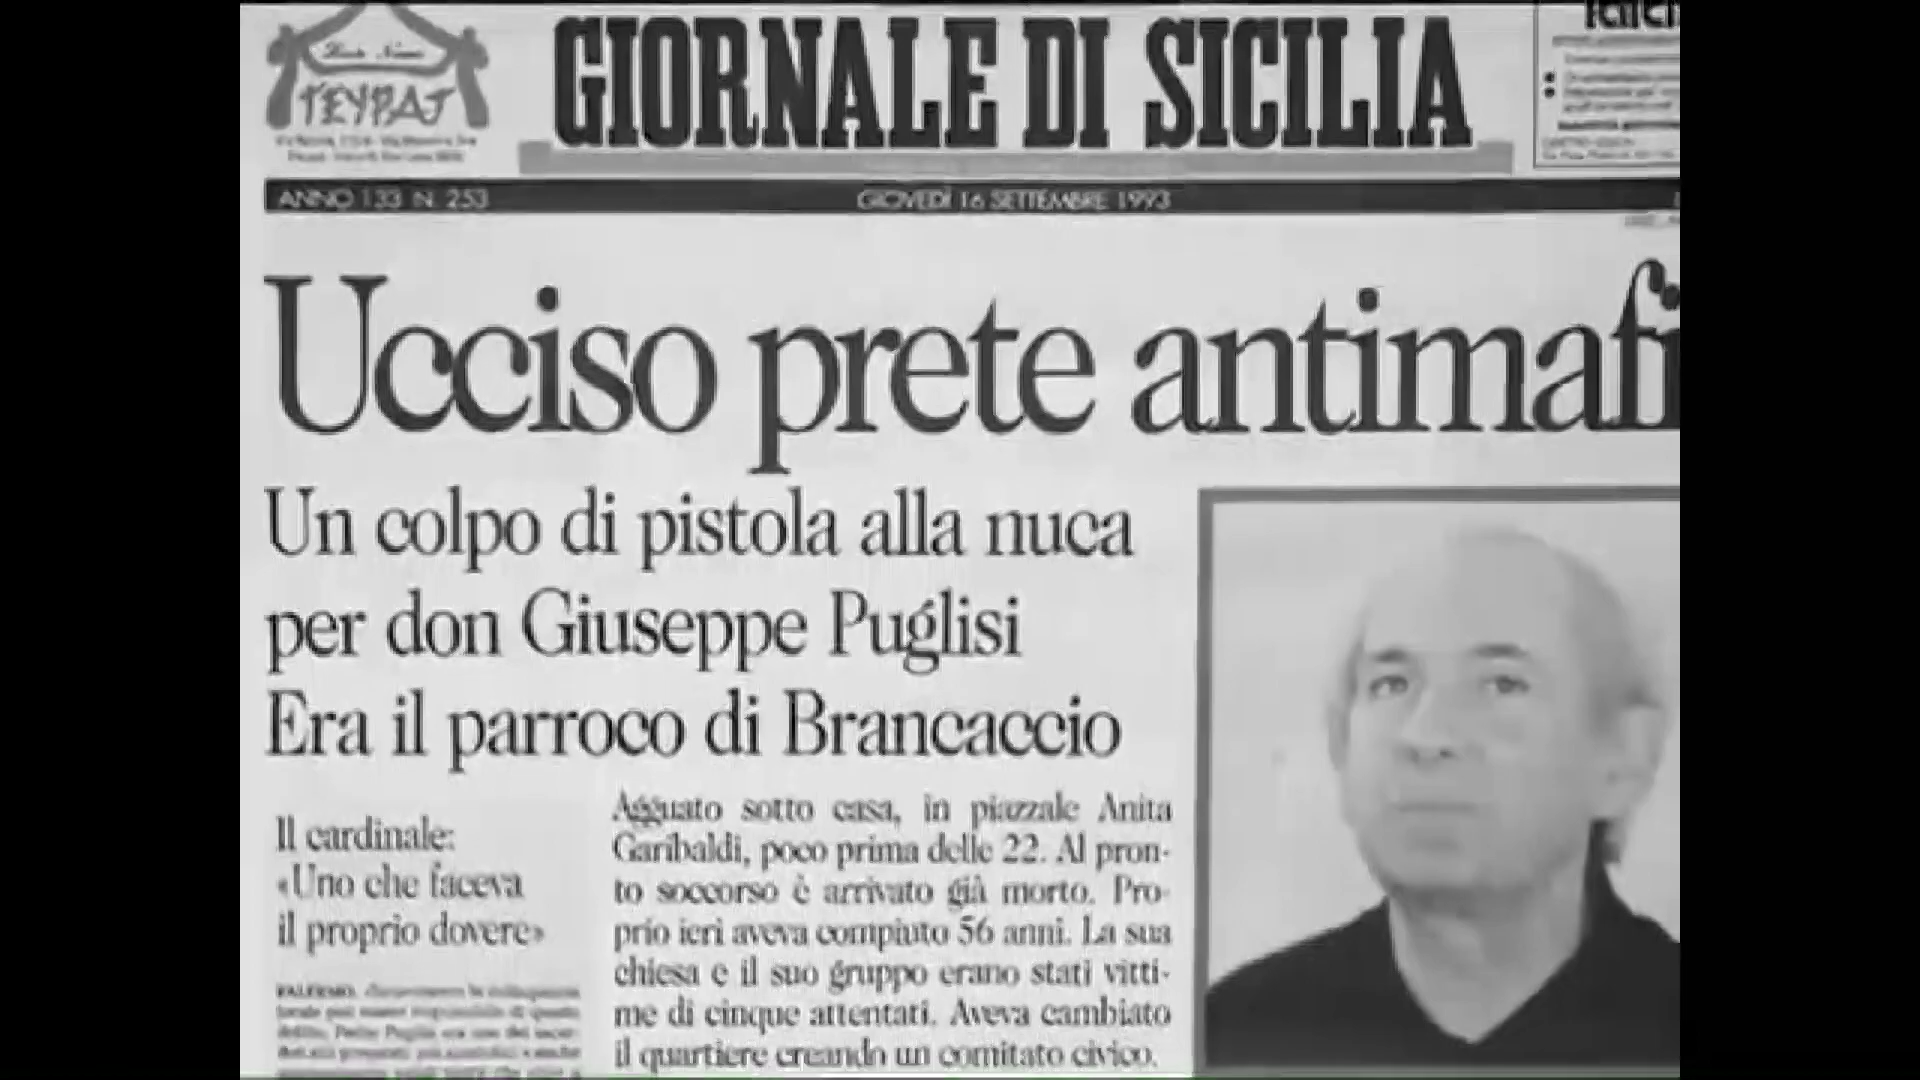 TEYPAT
GIORNALE DI SICILIA
ANNO 133 N. 253
GIOVEDÌ 16 SETTEMBRE 1993
Ucciso prete antimafi
Un colpo di pistola alla nuca
per don Giuseppe Puglisi
Era il parroco di Brancaccio
Il cardinale:
«Uno che faceva
il proprio dovere»
Agguato sotto casa, in piazzale Anita
Garibaldi, poco prima delle 22. Al pron-
to soccorso è arrivato già morto. Pro-
prio ieri aveva compiuto 56 anni. La sua
chiesa e il suo gruppo erano stati vitti-
me di cinque attentati. Aveva cambiato
il quartiere creando un comitato civico.
PALERMO.